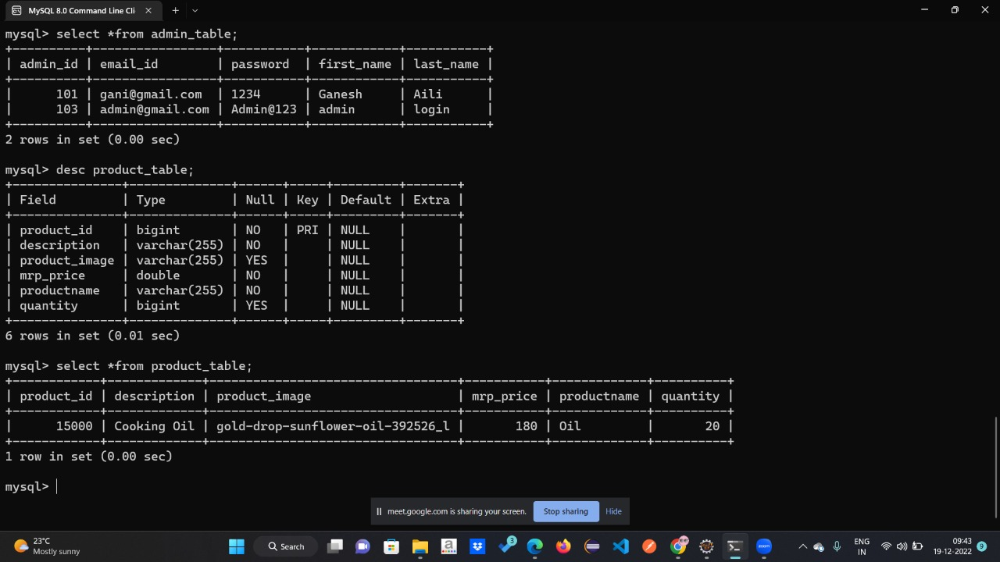 MySQL 8.0 Command Line Cli
mysql> select *from admin_table;
+----------+-----------------+-----------+------------+-----------+
| admin_id | email_id        | password  | first_name | last_name |
+----------+-----------------+-----------+------------+-----------+
|      101 | gani@gmail.com  | 1234      | Ganesh     | Aili      |
|      103 | admin@gmail.com | Admin@123 | admin      | login     |
+----------+-----------------+-----------+------------+-----------+
2 rows in set (0.00 sec)
mysql> desc product_table;
+---------------+--------------+------+-----+---------+-------+
| Field         | Type         | Null | Key | Default | Extra |
+---------------+--------------+------+-----+---------+-------+
| product_id    | bigint       | NO   | PRI | NULL    |       |
| description   | varchar(255) | NO   |     | NULL    |       |
| product_image | varchar(255) | YES  |     | NULL    |       |
| mrp_price     | double       | NO   |     | NULL    |       |
| productname   | varchar(255) | NO   |     | NULL    |       |
| quantity      | bigint       | YES  |     | NULL    |       |
+---------------+--------------+------+-----+---------+-------+
6 rows in set (0.01 sec)
mysql> select *from product_table;
+------------+-------------+----------------------------------+-----------+-------------+----------+
| product_id | description | product_image                    | mrp_price | productname | quantity |
+------------+-------------+----------------------------------+-----------+-------------+----------+
|      15000 | Cooking Oil | gold-drop-sunflower-oil-392526_l |       180 | Oil         |       20 |
+------------+-------------+----------------------------------+-----------+-------------+----------+
1 row in set (0.00 sec)
mysql>
meet.google.com is sharing your screen. Stop sharing Hide
23°C
Mostly sunny
Search
a
3
zoom
ENG
IN
09:43
19-12-2022
9